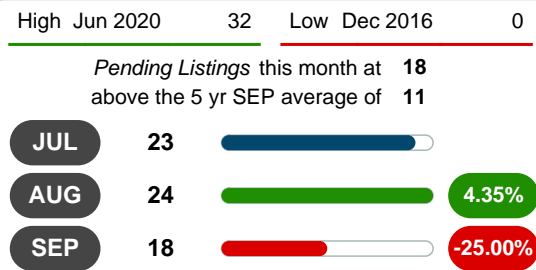 High Jun 2020 32 Low Dec 2016 0
Pending Listings this month at 18
above the 5 yr SEP average of 11
JUL 23
AUG 24 4.35%
SEP 18 -25.00%